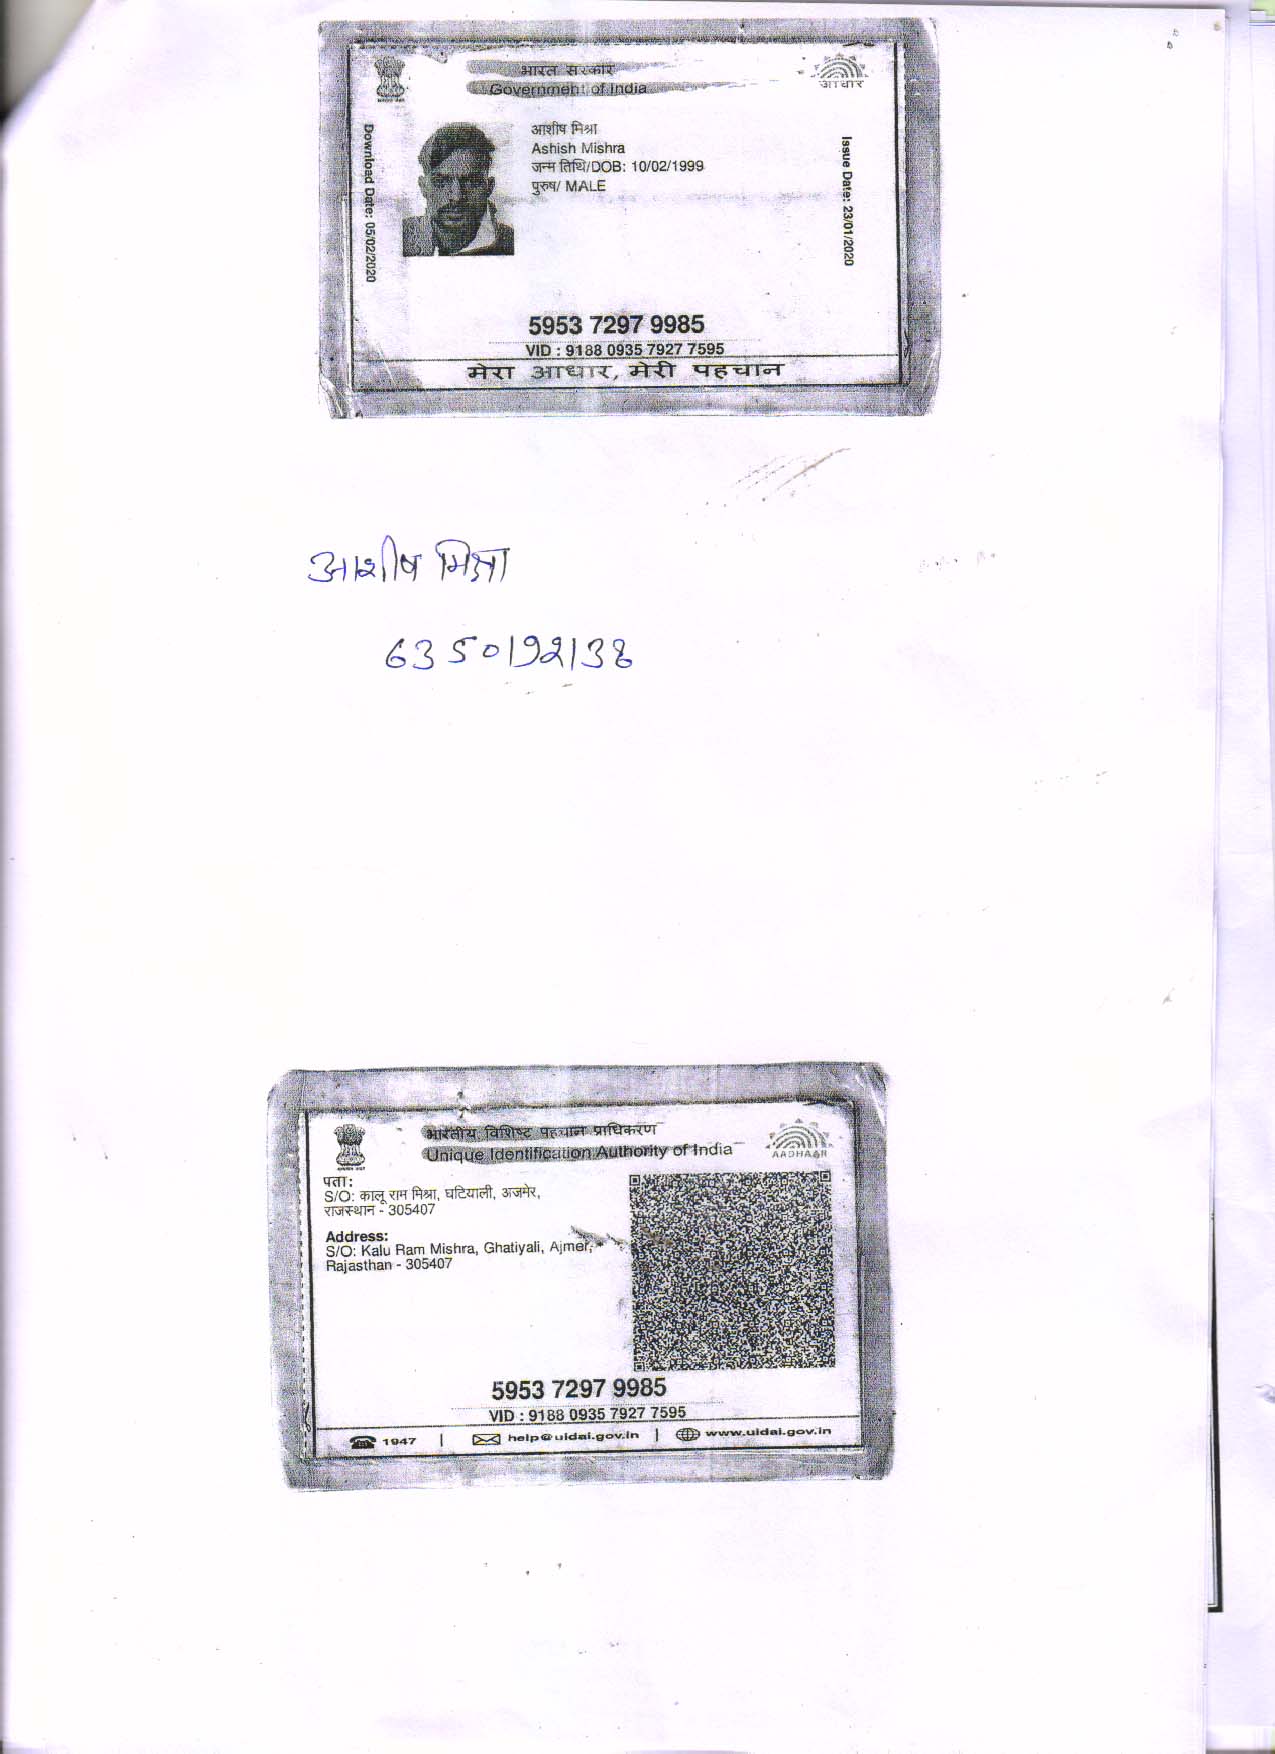 भारत सरकार
Government of India
आधार
आशीष मिश्रा
Ashish Mishra
जन्म तिथि/DOB: 10/02/1999
पुरुष/ MALE
Download Date: 05/02/2020
Issue Date: 23/01/2020
5953 7297 9985
VID : 9188 0935 7927 7595
मेरा आधार, मेरी पहचान
आशीष मिश्रा
6350192138
भारतीय विशिष्ट पहचान प्राधिकरण
Unique Identification Authority of India
AADHAAR
पता:
S/O: कालू राम मिश्रा, घटियाली, अजमेर,
राजस्थान - 305407
Address:
S/O: Kalu Ram Mishra, Ghatiyali, Ajmer,
Rajasthan - 305407
5953 7297 9985
VID : 9188 0935 7927 7595
1947 | help@uidai.gov.in | www.uidai.gov.in